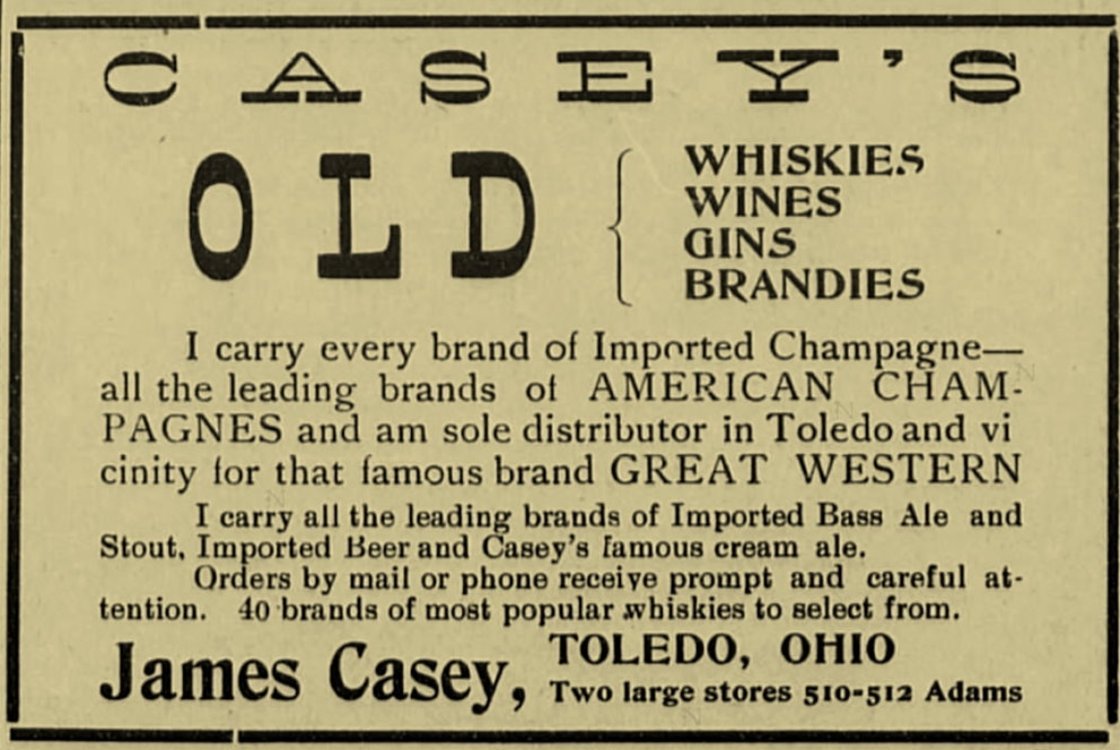 CASEY'S
OLD
WHISKIES
WINES
GINS
BRANDIES
I carry every brand of Imported Champagne—
all the leading brands of AMERICAN CHAM-
PAGNES and am sole distributor in Toledo and vi
cinity for that famous brand GREAT WESTERN
I carry all the leading brands of Imported Bass Ale and
Stout, Imported Beer and Casey's famous cream ale.
Orders by mail or phone receive prompt and careful at-
tention. 40 brands of most popular whiskies to select from.
James Casey, TOLEDO, OHIO
Two large stores 510-512 Adams